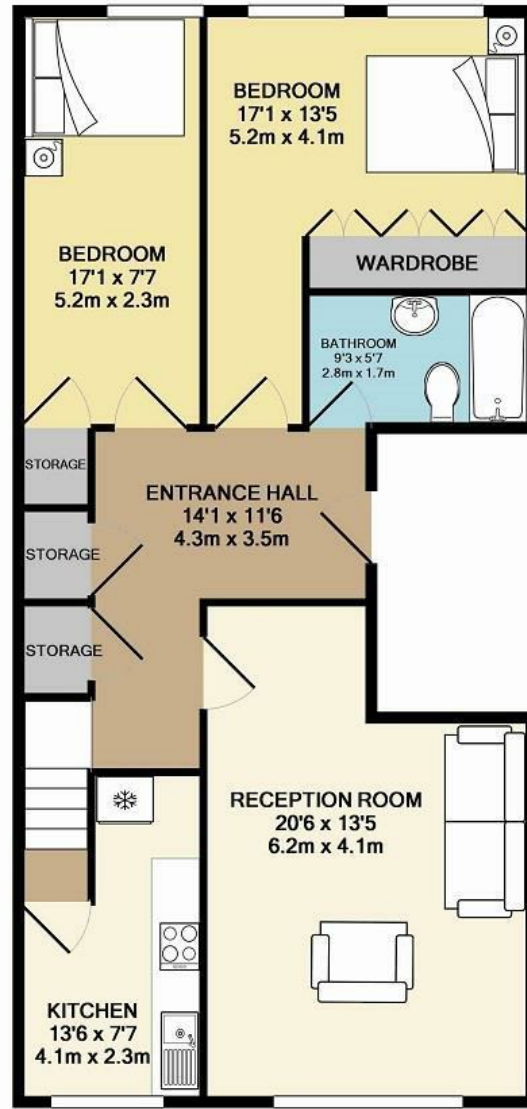 BEDROOM
17'1 x 13'5
5.2m x 4.1m
BEDROOM
17'1 x 7'7
5.2m x 2.3m
WARDROBE
BATHROOM
9'3 x 5'7
2.8m x 1.7m
STORAGE
ENTRANCE HALL
14'1 x 11'6
4.3m x 3.5m
STORAGE
STORAGE
RECEPTION ROOM
20'6 x 13'5
6.2m x 4.1m
KITCHEN
13'6 x 7'7
4.1m x 2.3m